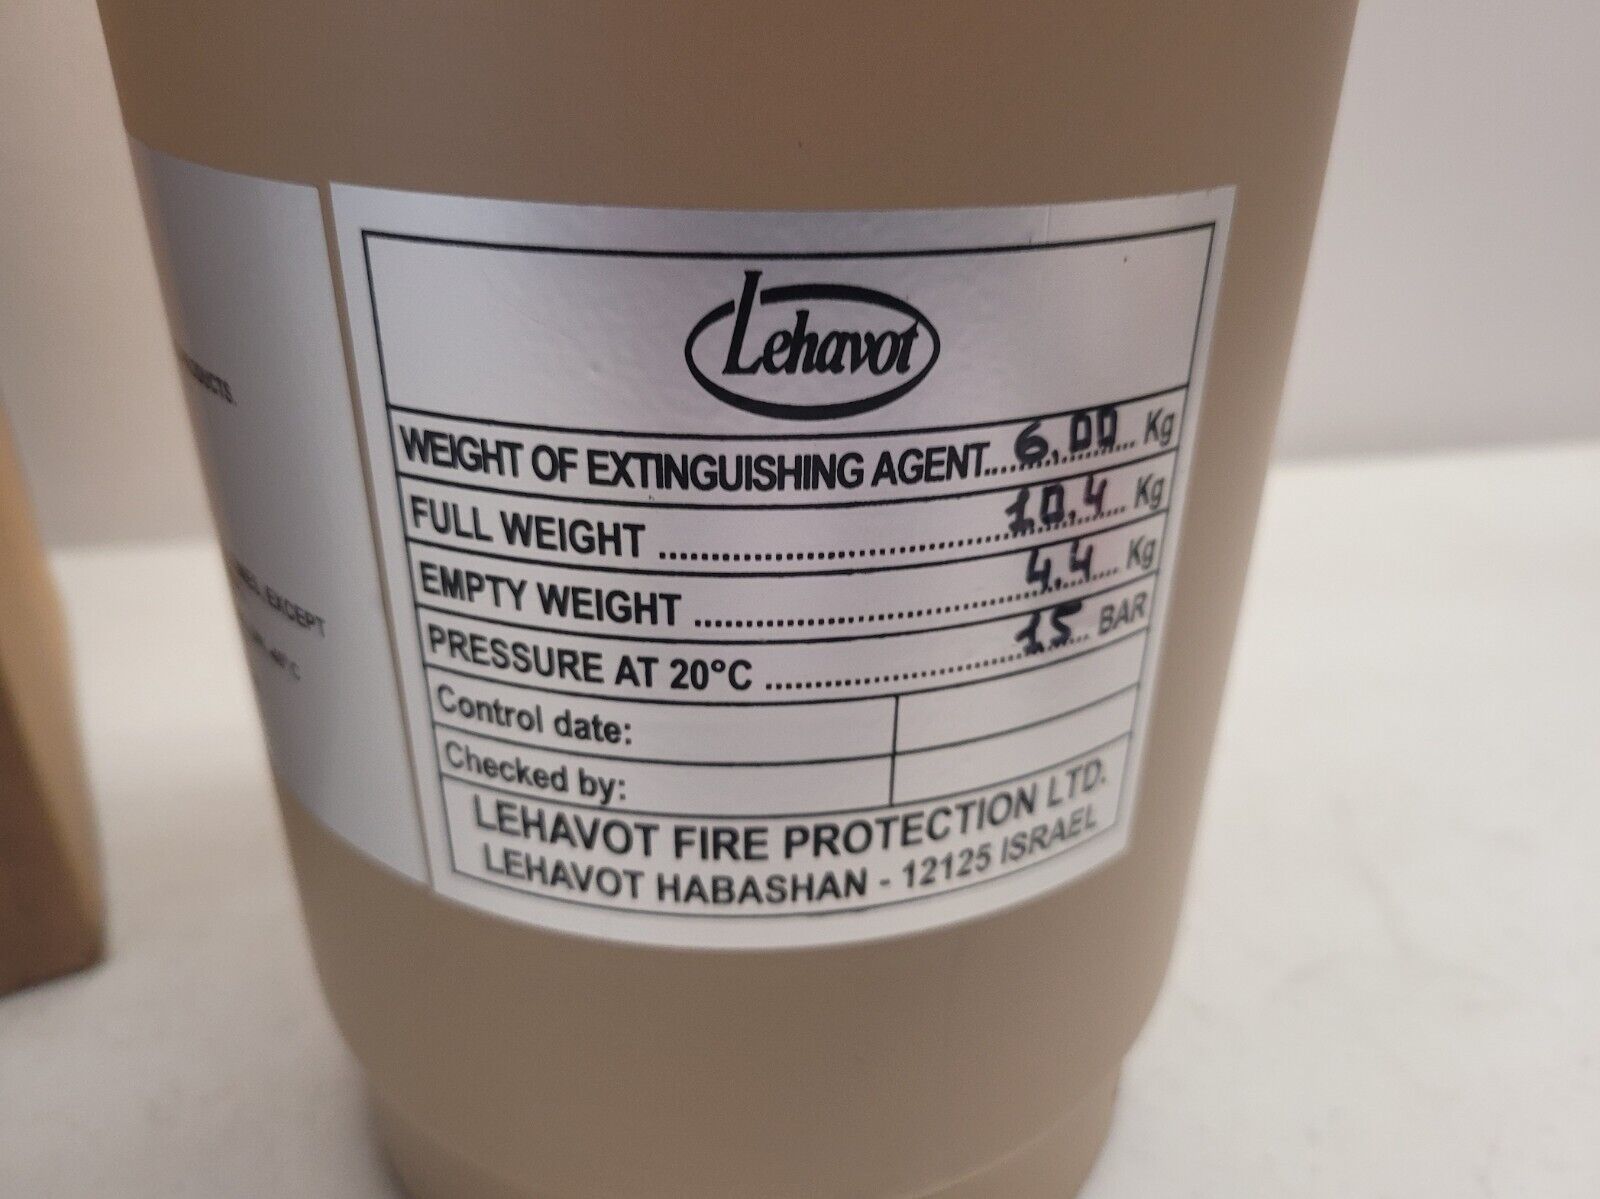 Lehavot
WEIGHT OF EXTINGUISHING AGENT......6.00...... Kg
FULL WEIGHT ......10.4...... Kg
EMPTY WEIGHT ......4.4...... Kg
PRESSURE AT 20°C ......15...... BAR
Control date:
Checked by:
LEHAVOT FIRE PROTECTION LTD.
LEHAVOT HABASHAN - 12125 ISRAEL
EXCEPT